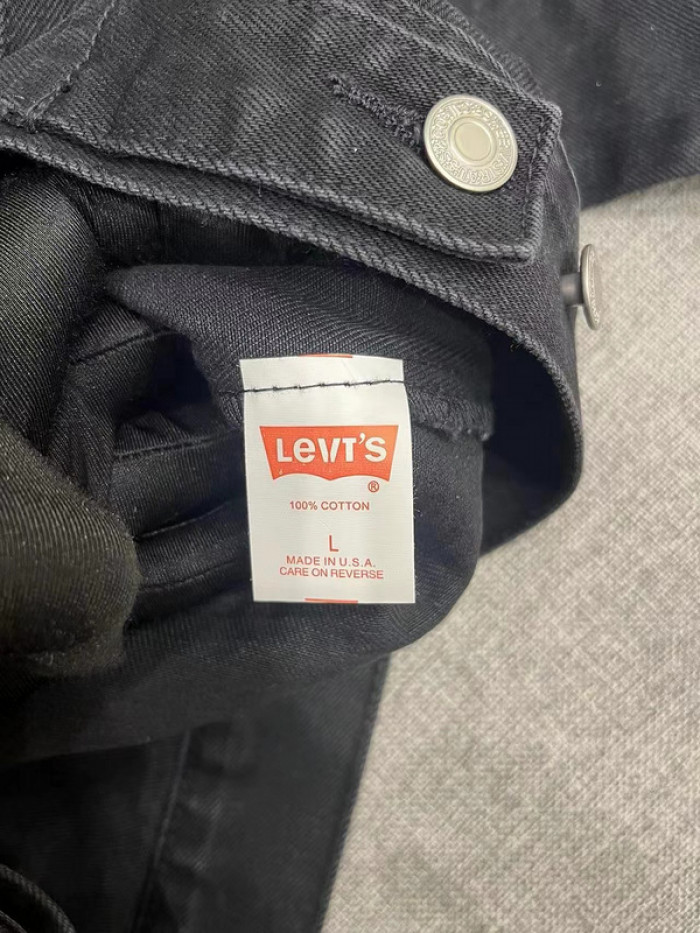 LEVI'S
®
100% COTTON
L
MADE IN U.S.A.
CARE ON REVERSE